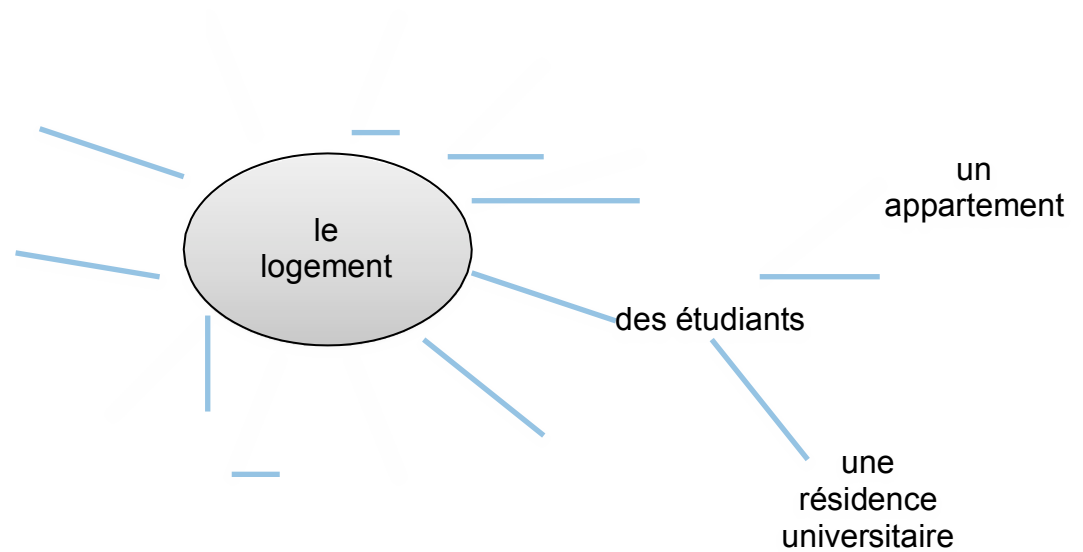 le
logement
des étudiants
un
appartement
une
résidence
universitaire